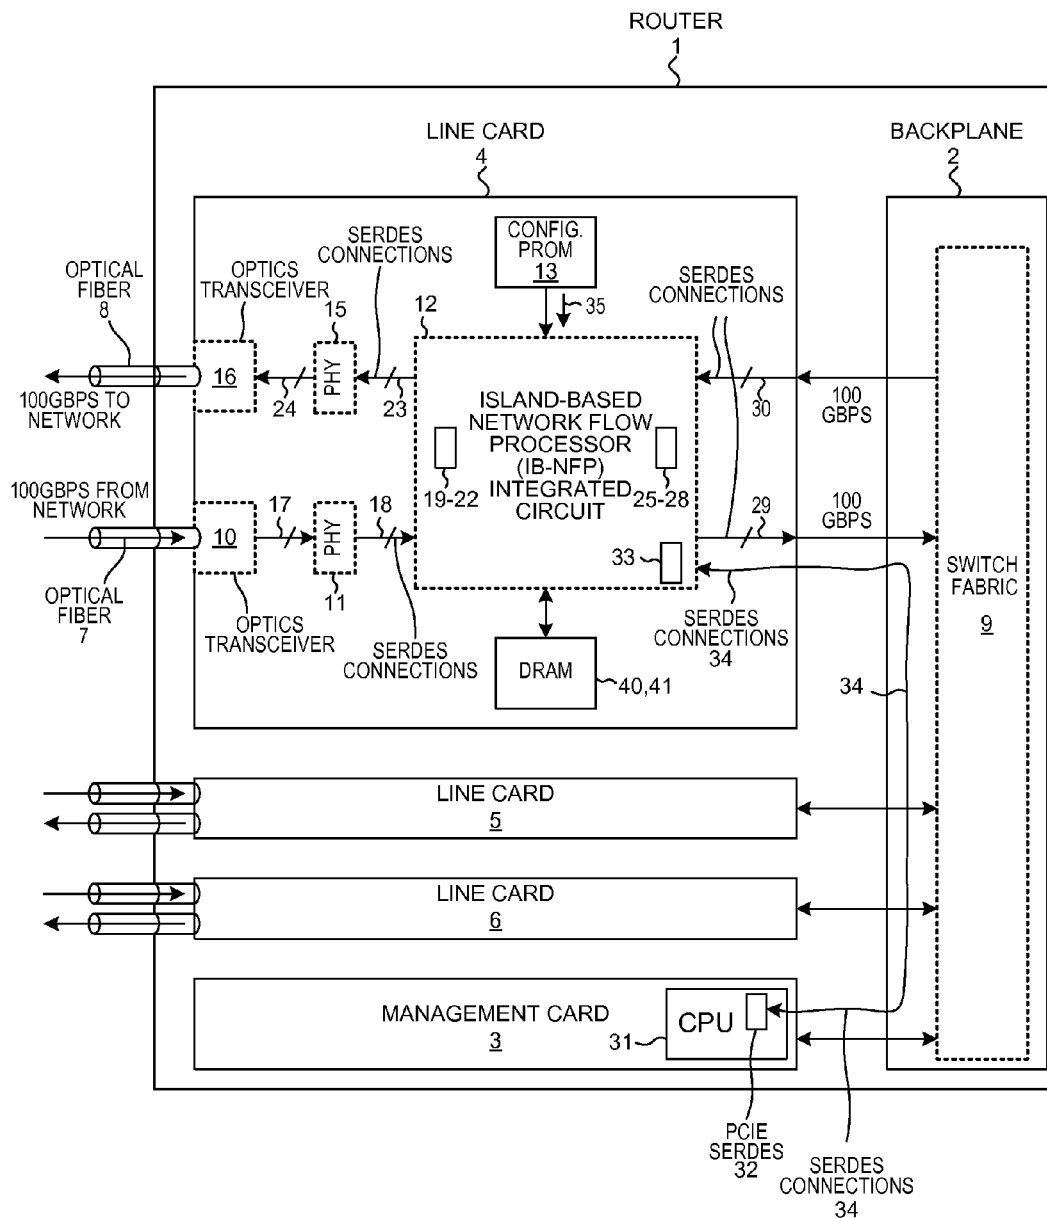 ROUTER
1
LINE CARD
4
BACKPLANE
2
CONFIG.
PROM
13
35
SERDES
CONNECTIONS
OPTICAL
FIBER
8
OPTICS
TRANSCEIVER
15
12
SERDES
CONNECTIONS
16
PHY
24
23
100GBPS TO
NETWORK
30
100
GBPS
ISLAND-BASED
NETWORK FLOW
PROCESSOR
(IB-NFP)
INTEGRATED
CIRCUIT
19-22
25-28
100GBPS FROM
NETWORK
17
18
29
100
GBPS
10
PHY
33
OPTICAL
FIBER
7
11
OPTICS
TRANSCEIVER
SERDES
CONNECTIONS
SERDES
CONNECTIONS
34
SWITCH
FABRIC
9
DRAM
40,41
34
LINE CARD
5
LINE CARD
6
MANAGEMENT CARD
3
31
CPU
PCIE
SERDES
32
SERDES
CONNECTIONS
34